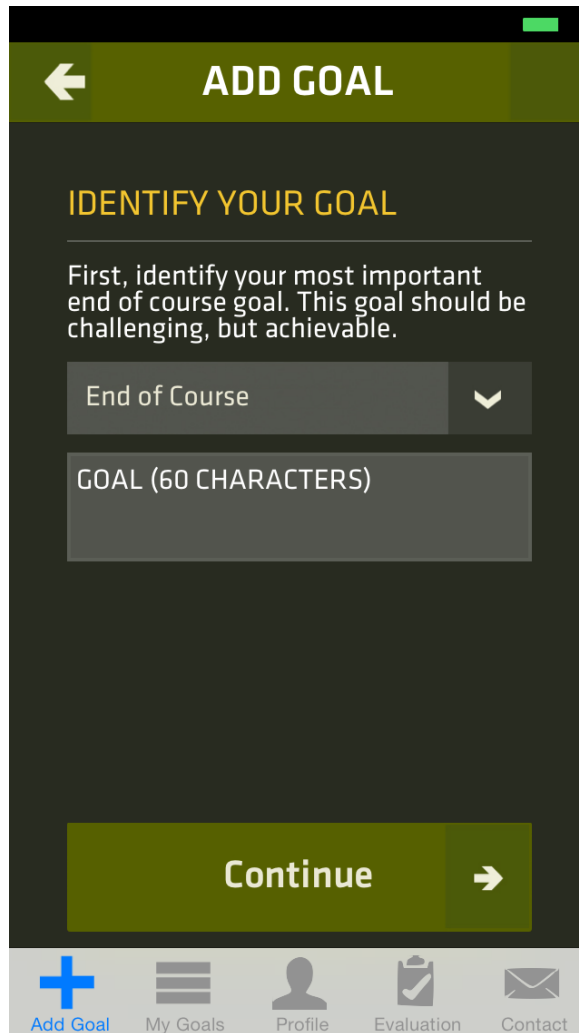 ADD GOAL
IDENTIFY YOUR GOAL
First, identify your most important
end of course goal. This goal should be
challenging, but achievable.
End of Course
GOAL (60 CHARACTERS)
Continue
Add Goal My Goals Profile Evaluation Contact